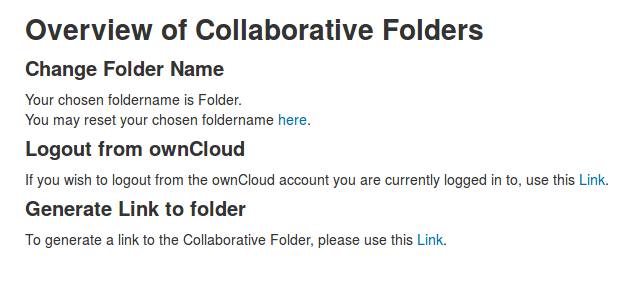 Overview of Collaborative Folders
Change Folder Name
Your chosen foldername is Folder.
You may reset your chosen foldername here.
Logout from ownCloud
If you wish to logout from the ownCloud account you are currently logged in to, use this Link.
Generate Link to folder
To generate a link to the Collaborative Folder, please use this Link.